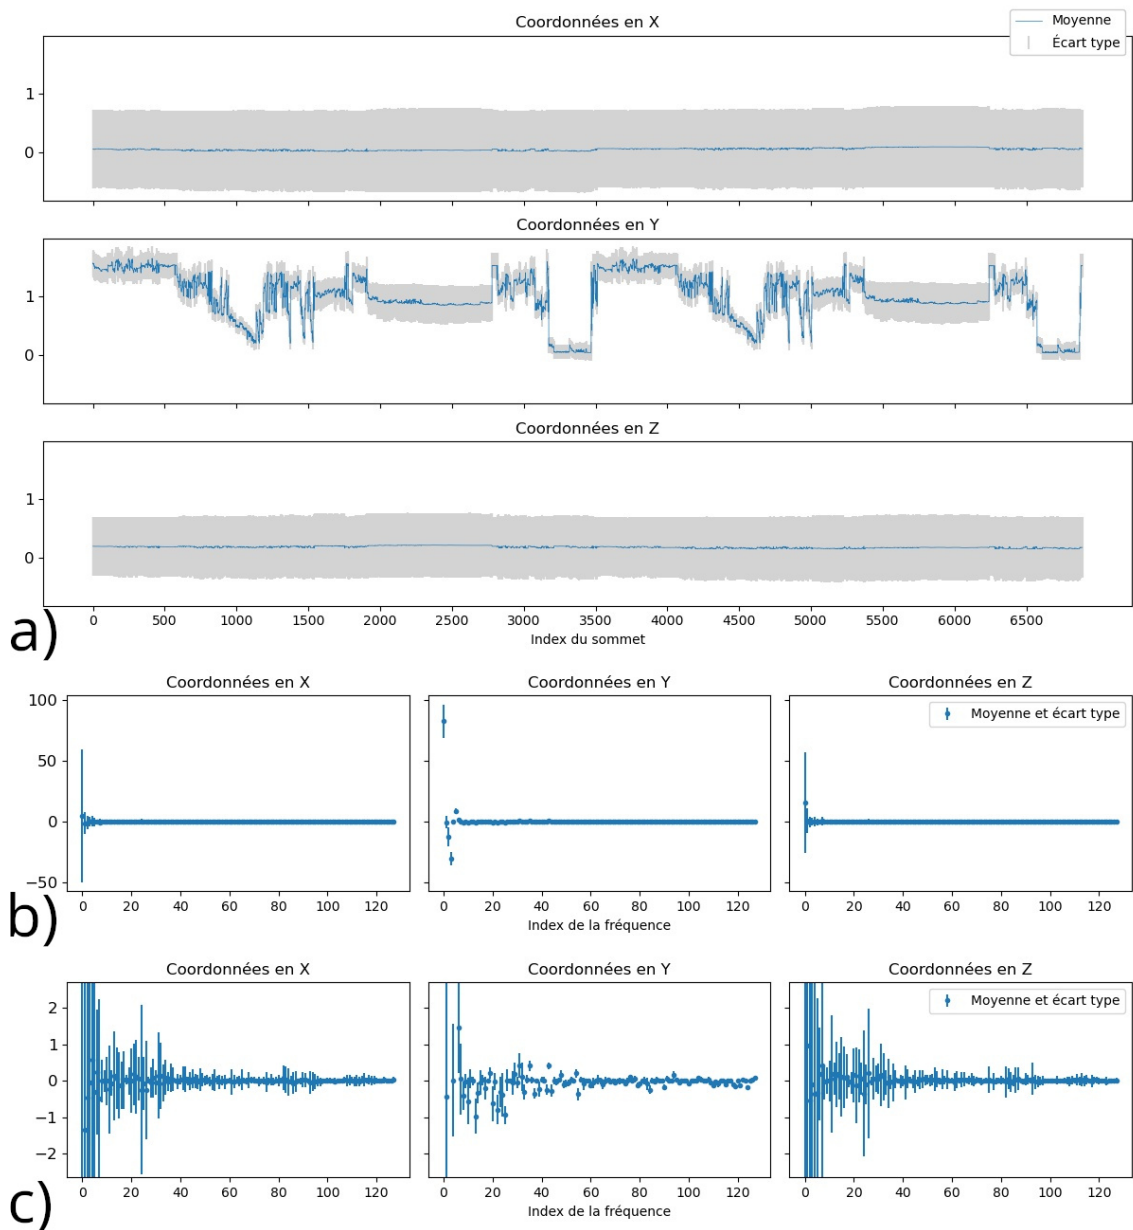 Coordonnées en X
Moyenne
Écart type
1
0
Coordonnées en Y
1
0
Coordonnées en Z
1
0
0 500 1000 1500 2000 2500 3000 3500 4000 4500 5000 5500 6000 6500
Index du sommet
a)
Coordonnées en X Coordonnées en Y Coordonnées en Z
Moyenne et écart type
100
50
0
−50
0 20 40 60 80 100 120 0 20 40 60 80 100 120 0 20 40 60 80 100 120
Index de la fréquence
b)
Coordonnées en X Coordonnées en Y Coordonnées en Z
Moyenne et écart type
2
1
0
−1
−2
0 20 40 60 80 100 120 0 20 40 60 80 100 120 0 20 40 60 80 100 120
Index de la fréquence
c)